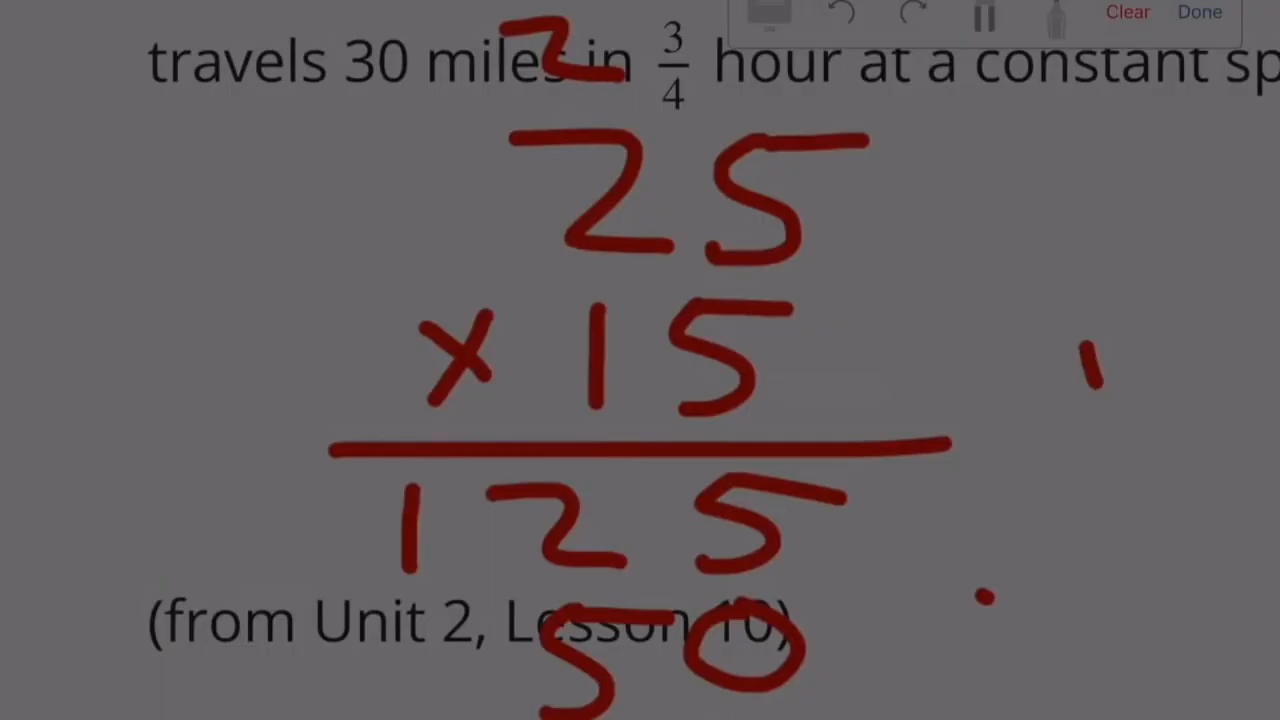 Clear Done
2
travels 30 miles in 3/4 hour at a constant sp
25
× 15
125
(from Unit 2, Lesson 10)
50